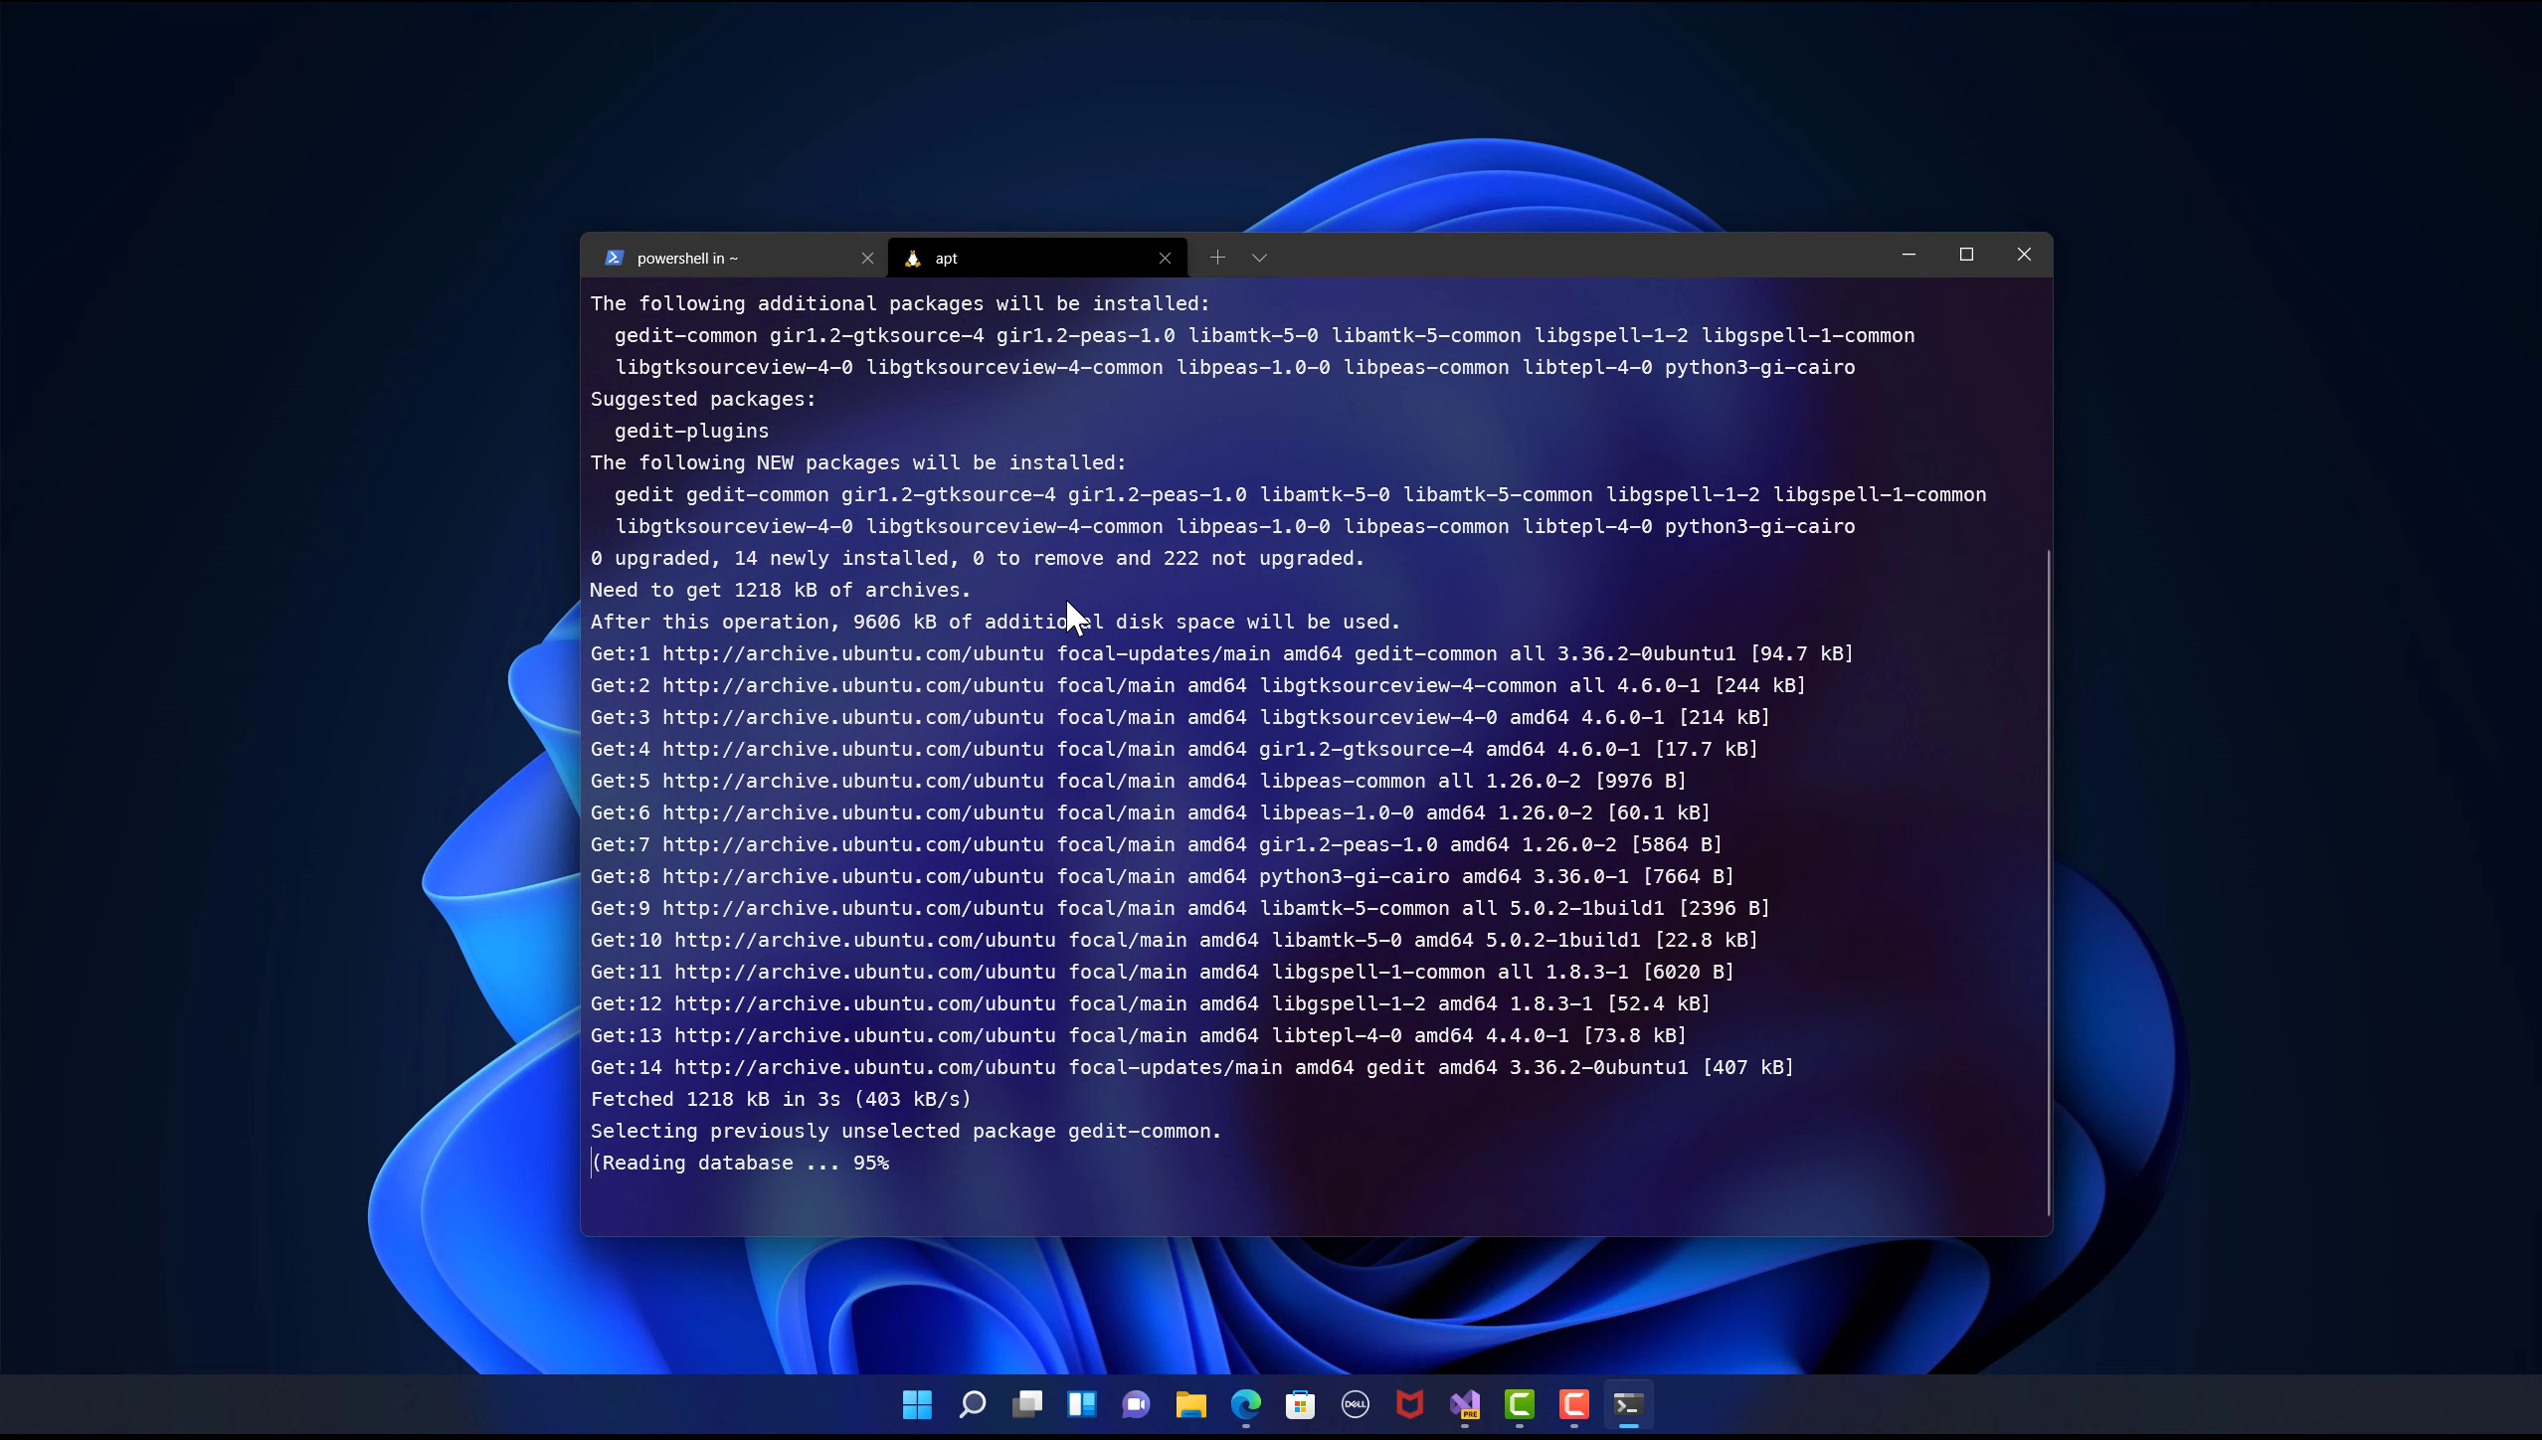 powershell in ~
apt
The following additional packages will be installed:
gedit-common gir1.2-gtksource-4 gir1.2-peas-1.0 libamtk-5-0 libamtk-5-common libgspell-1-2 libgspell-1-common
libgtksourceview-4-0 libgtksourceview-4-common libpeas-1.0-0 libpeas-common libtepl-4-0 python3-gi-cairo
Suggested packages:
gedit-plugins
The following NEW packages will be installed:
gedit gedit-common gir1.2-gtksource-4 gir1.2-peas-1.0 libamtk-5-0 libamtk-5-common libgspell-1-2 libgspell-1-common
libgtksourceview-4-0 libgtksourceview-4-common libpeas-1.0-0 libpeas-common libtepl-4-0 python3-gi-cairo
0 upgraded, 14 newly installed, 0 to remove and 222 not upgraded.
Need to get 1218 kB of archives.
After this operation, 9606 kB of additional disk space will be used.
Get:1 http://archive.ubuntu.com/ubuntu focal-updates/main amd64 gedit-common all 3.36.2-0ubuntu1 [94.7 kB]
Get:2 http://archive.ubuntu.com/ubuntu focal/main amd64 libgtksourceview-4-common all 4.6.0-1 [244 kB]
Get:3 http://archive.ubuntu.com/ubuntu focal/main amd64 libgtksourceview-4-0 amd64 4.6.0-1 [214 kB]
Get:4 http://archive.ubuntu.com/ubuntu focal/main amd64 gir1.2-gtksource-4 amd64 4.6.0-1 [17.7 kB]
Get:5 http://archive.ubuntu.com/ubuntu focal/main amd64 libpeas-common all 1.26.0-2 [9976 B]
Get:6 http://archive.ubuntu.com/ubuntu focal/main amd64 libpeas-1.0-0 amd64 1.26.0-2 [60.1 kB]
Get:7 http://archive.ubuntu.com/ubuntu focal/main amd64 gir1.2-peas-1.0 amd64 1.26.0-2 [5864 B]
Get:8 http://archive.ubuntu.com/ubuntu focal/main amd64 python3-gi-cairo amd64 3.36.0-1 [7664 B]
Get:9 http://archive.ubuntu.com/ubuntu focal/main amd64 libamtk-5-common all 5.0.2-1build1 [2396 B]
Get:10 http://archive.ubuntu.com/ubuntu focal/main amd64 libamtk-5-0 amd64 5.0.2-1build1 [22.8 kB]
Get:11 http://archive.ubuntu.com/ubuntu focal/main amd64 libgspell-1-common all 1.8.3-1 [6020 B]
Get:12 http://archive.ubuntu.com/ubuntu focal/main amd64 libgspell-1-2 amd64 1.8.3-1 [52.4 kB]
Get:13 http://archive.ubuntu.com/ubuntu focal/main amd64 libtepl-4-0 amd64 4.4.0-1 [73.8 kB]
Get:14 http://archive.ubuntu.com/ubuntu focal-updates/main amd64 gedit amd64 3.36.2-0ubuntu1 [407 kB]
Fetched 1218 kB in 3s (403 kB/s)
Selecting previously unselected package gedit-common.
(Reading database ... 95%
DELL
PRE